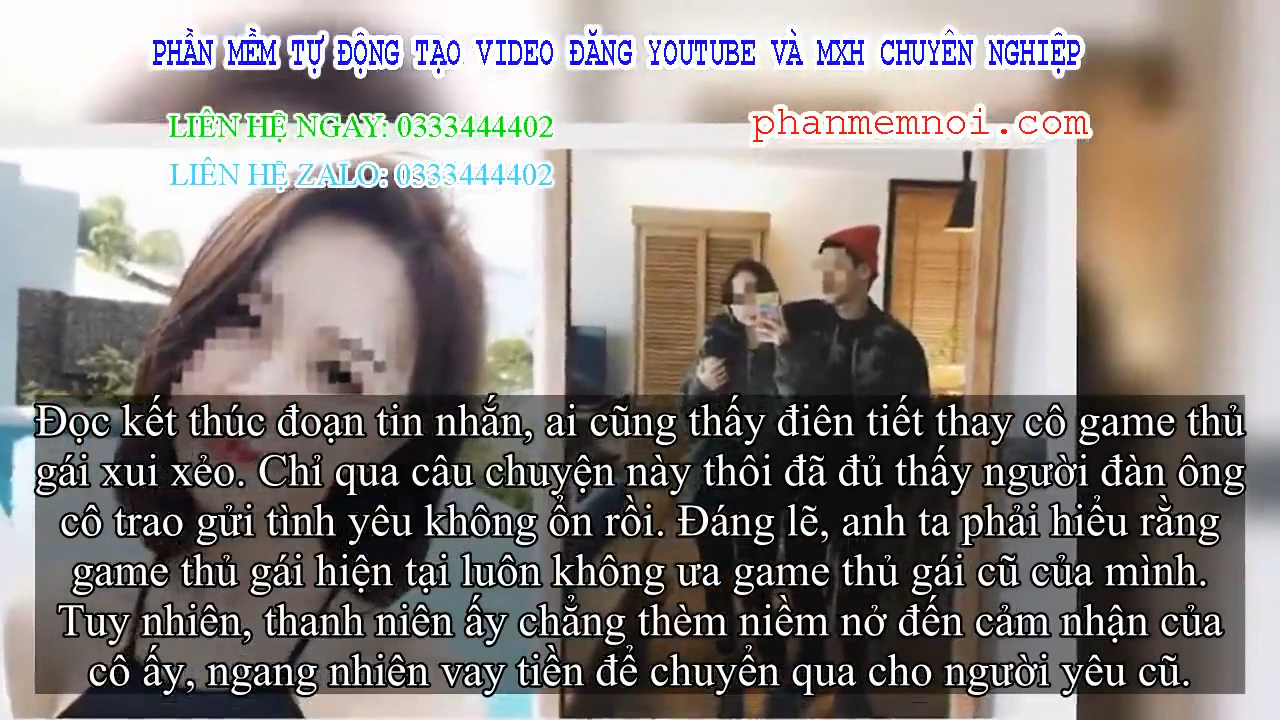 PHẦN MỀM TỰ ĐỘNG TẠO VIDEO ĐĂNG YOUTUBE VÀ MXH CHUYÊN NGHIỆP
LIÊN HỆ NGAY: 0333444402
phanmemnoi.com
LIÊN HỆ ZALO: 0333444402
Đọc kết thúc đoạn tin nhắn, ai cũng thấy điên tiết thay cô game thủ
gái xui xẻo. Chỉ qua câu chuyện này thôi đã đủ thấy người đàn ông
cô trao gửi tình yêu không ổn rồi. Đáng lẽ, anh ta phải hiểu rằng
game thủ gái hiện tại luôn không ưa game thủ gái cũ của mình.
Tuy nhiên, thanh niên ấy chẳng thèm niềm nở đến cảm nhận của
cô ấy, ngang nhiên vay tiền để chuyển qua cho người yêu cũ.